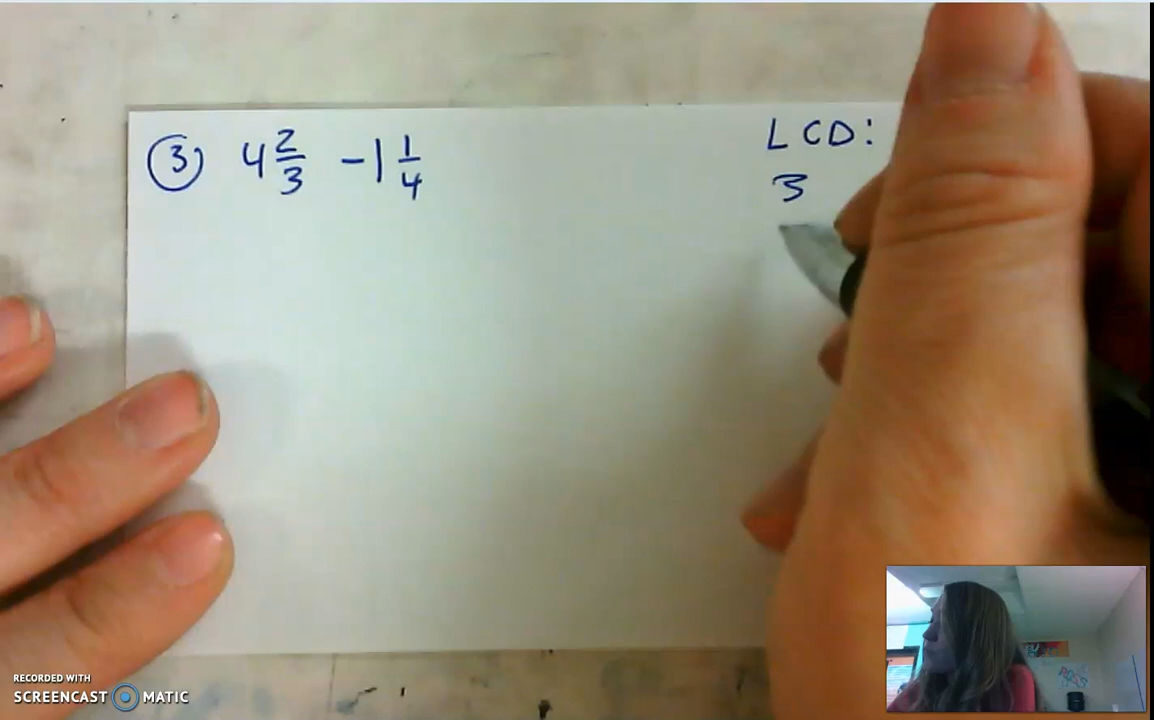 ③ 4 2/3 - 1 1/4
LCD:
3
RECORDED WITH
SCREENCAST MATIC